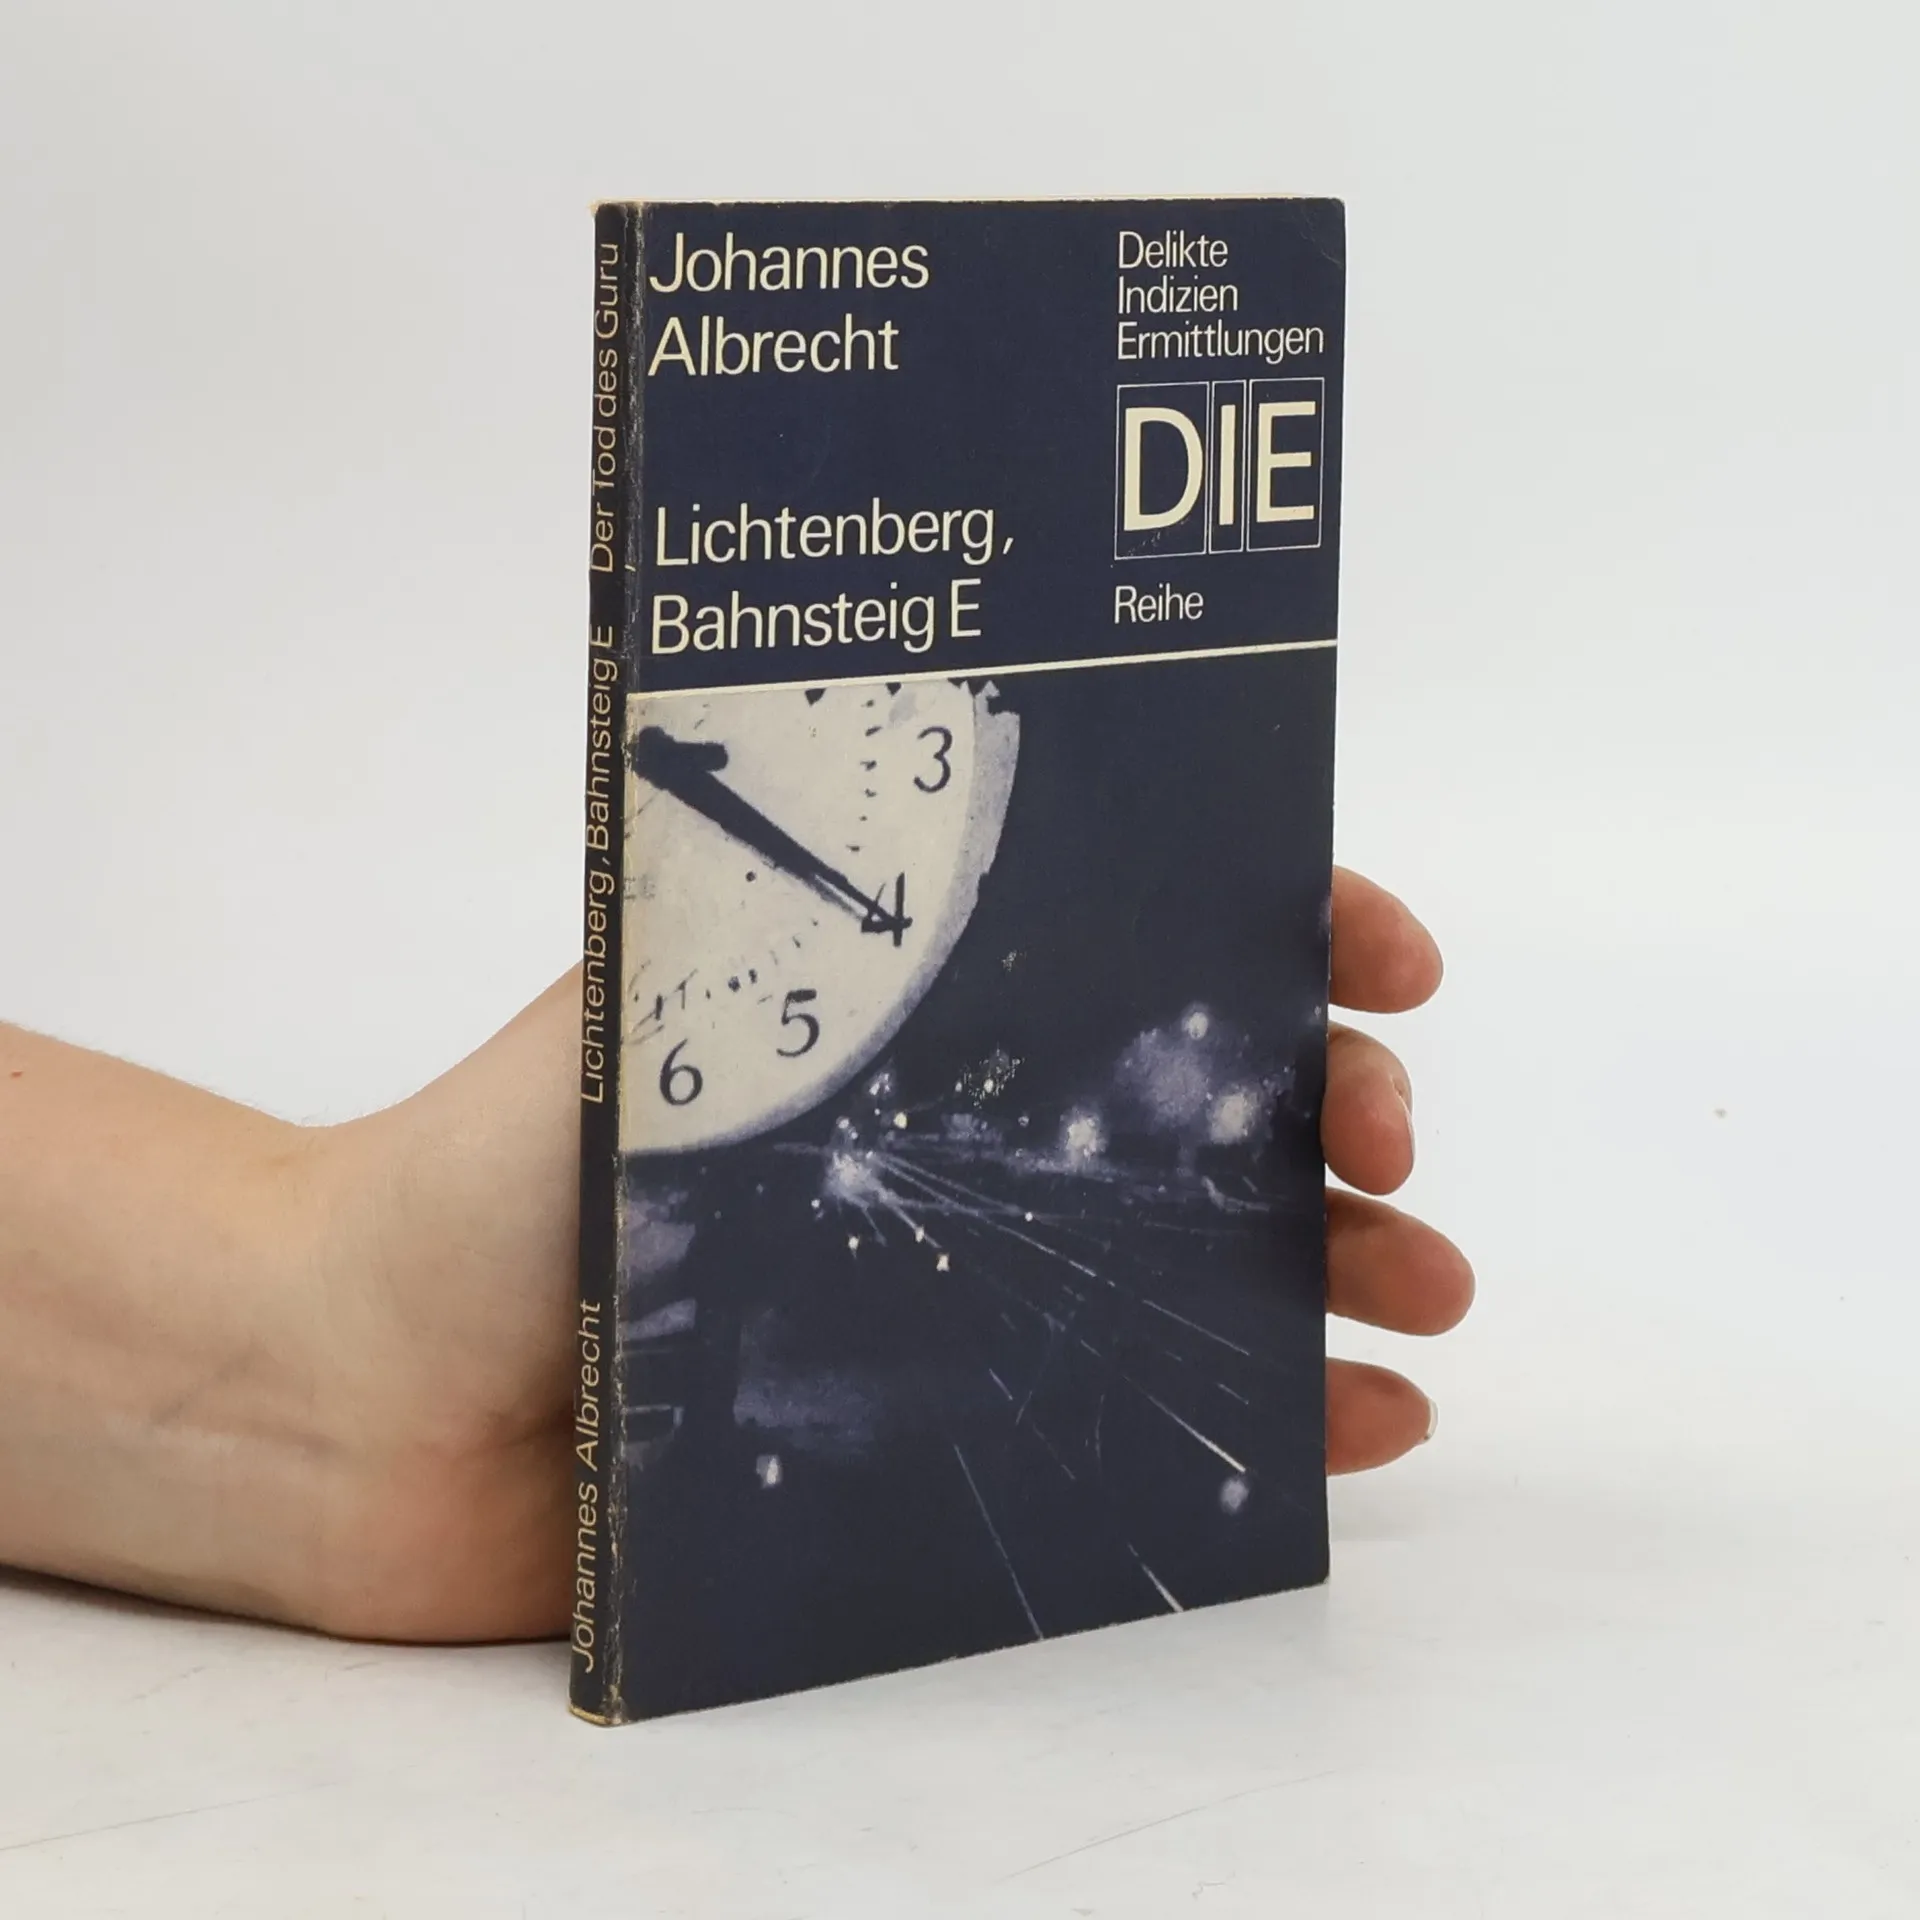 Johannes
Albrecht
Lichtenberg,
Bahnsteig E
Delikte
Indizien
Ermittlungen
DIE
Reihe
3
4
5
6
Johannes Albrecht Lichtenberg, Bahnsteig E Der Tod des Guru